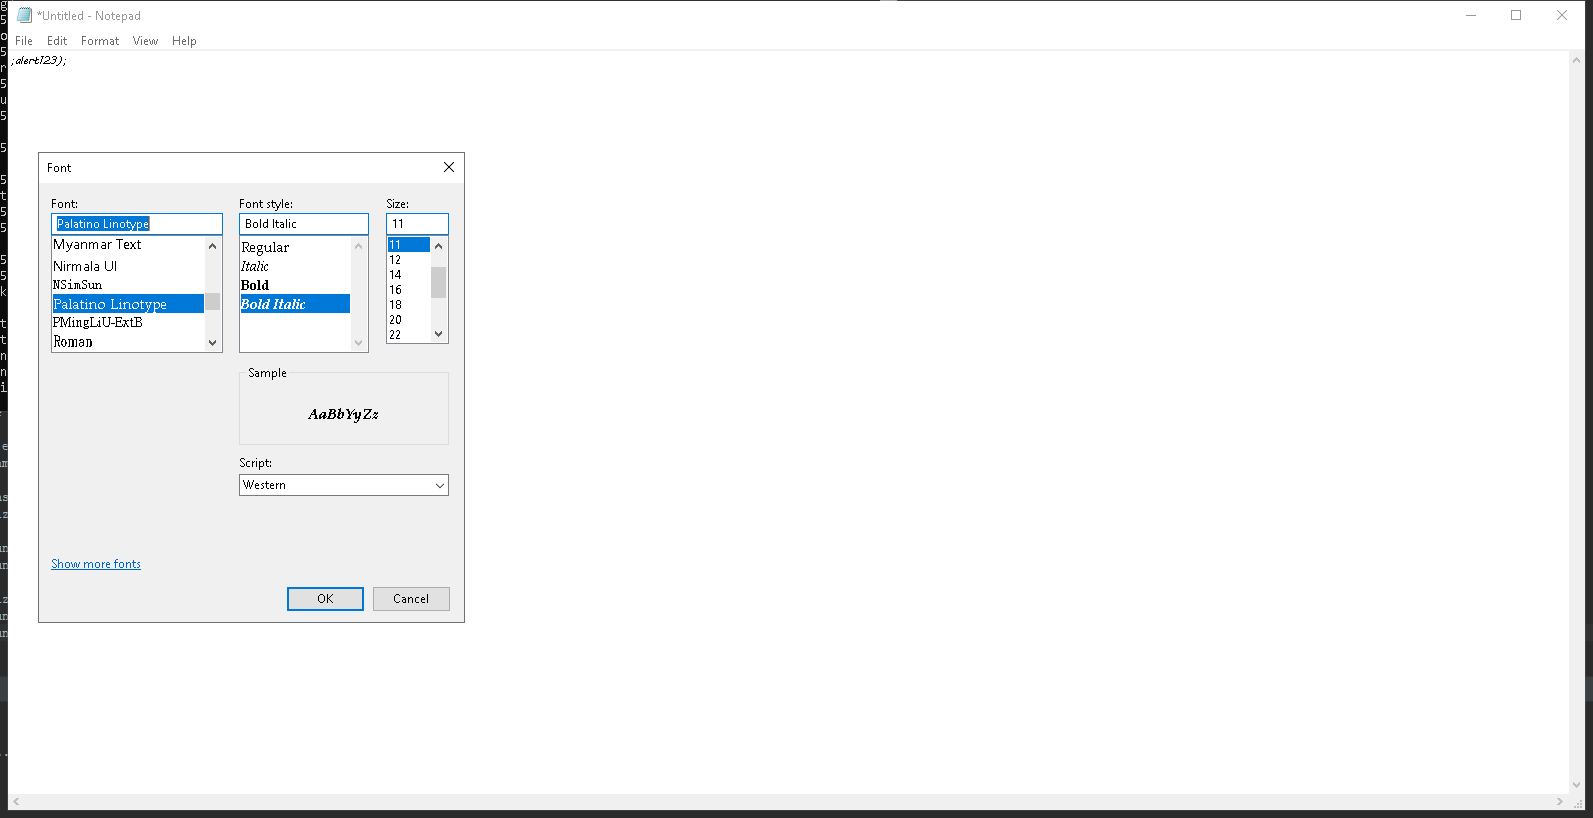 *Untitled - Notepad
File Edit Format View Help
;alert123);
Font
Font: Font style: Size:
Palatino Linotype Bold Italic 11
Myanmar Text Regular 11
Nirmala UI Italic 12
NSimSun Bold 14
Palatino Linotype Bold Italic 16
PMingLiU-ExtB 18
Roman 20
22
Sample
AaBbYyZz
Script:
Western
Show more fonts
OK Cancel